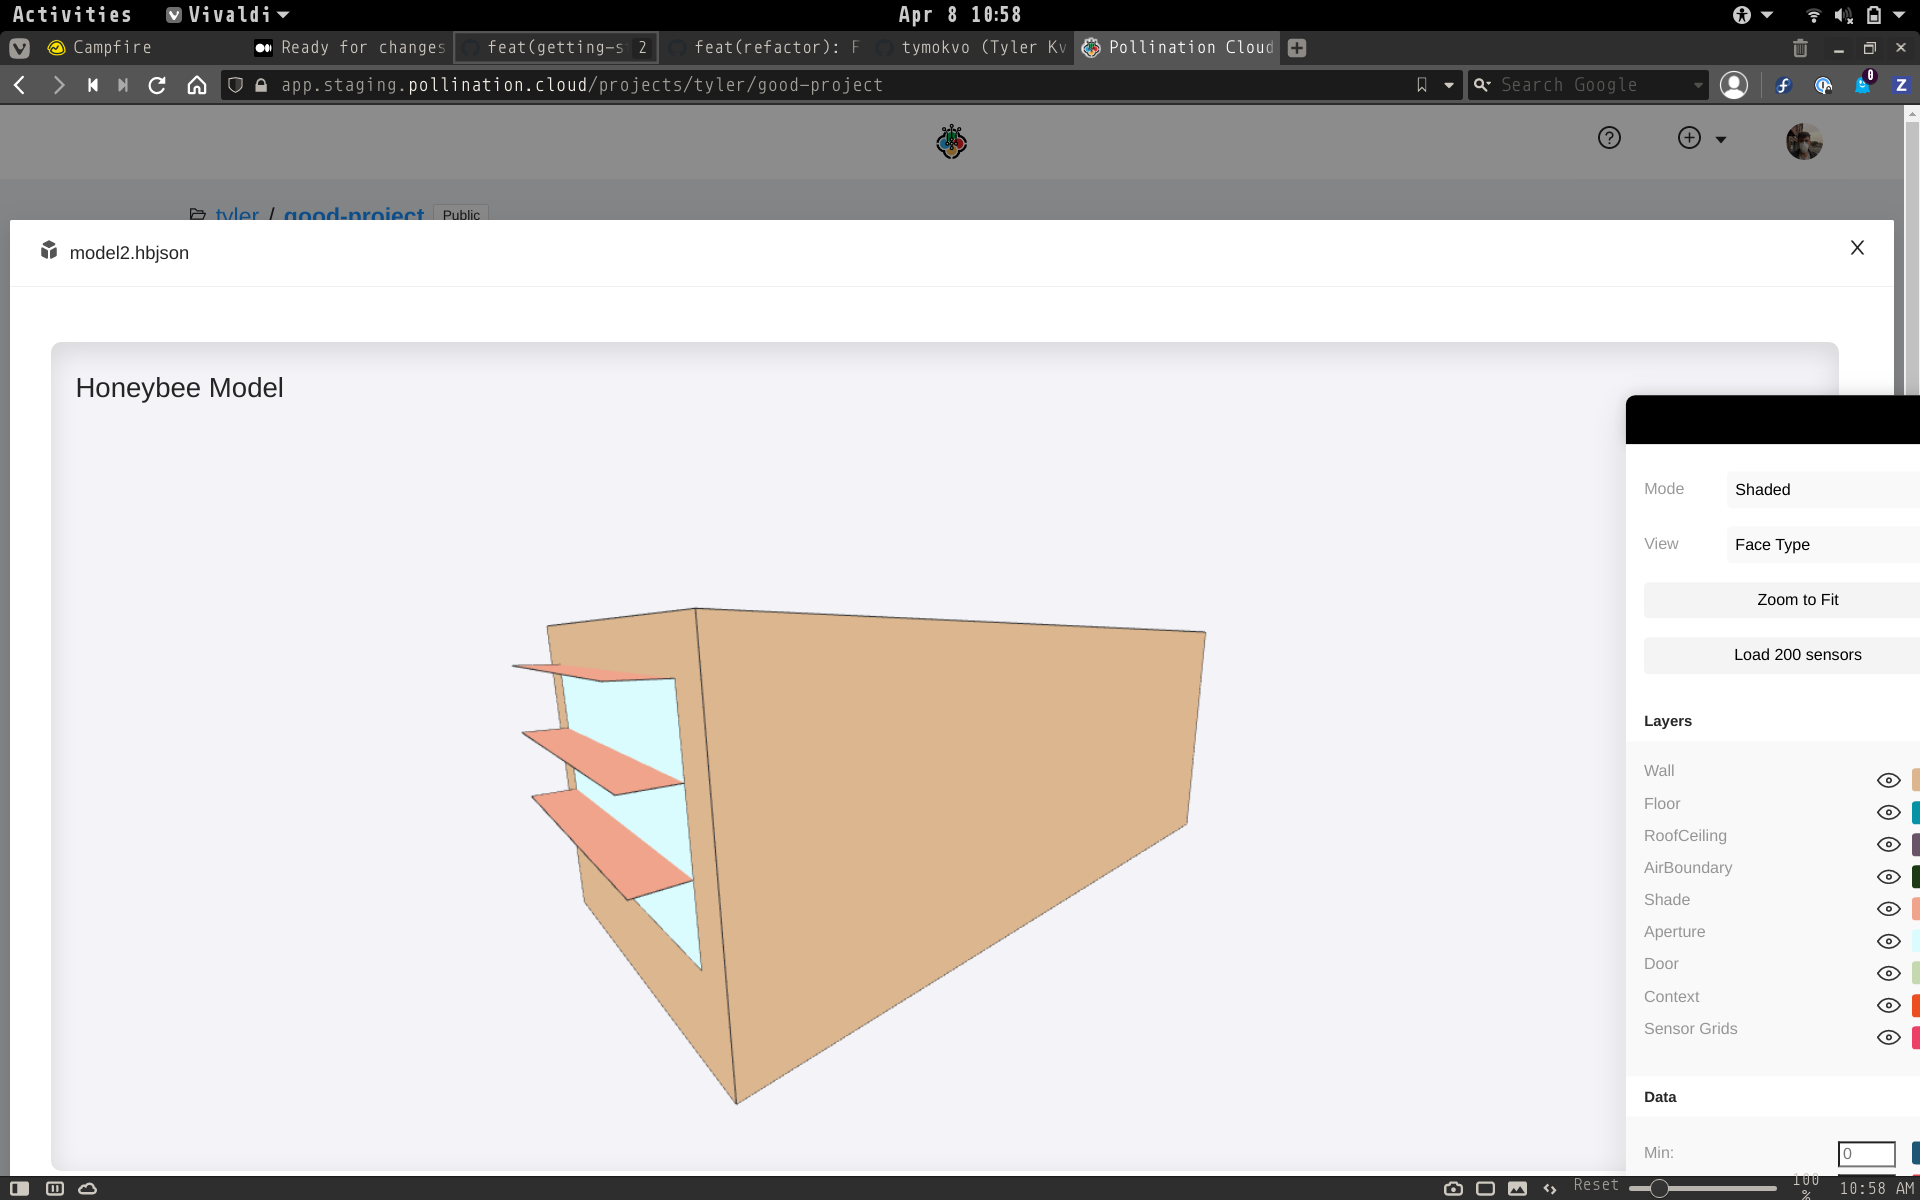 Activities
Vivaldi
Apr 8 10:58
Campfire
Ready for changes
feat(getting-s 2
feat(refactor): F
tymokvo (Tyler Kv
Pollination Cloud
app.staging.pollination.cloud/projects/tyler/good-project
Search Google
0
Z
tyler / good-project Public
model2.hbjson
X
Honeybee Model
Mode Shaded
View Face Type
Zoom to Fit
Load 200 sensors
Layers
Wall
Floor
RoofCeiling
AirBoundary
Shade
Aperture
Door
Context
Sensor Grids
Data
Min: 0
Reset
100 %
10:58 AM